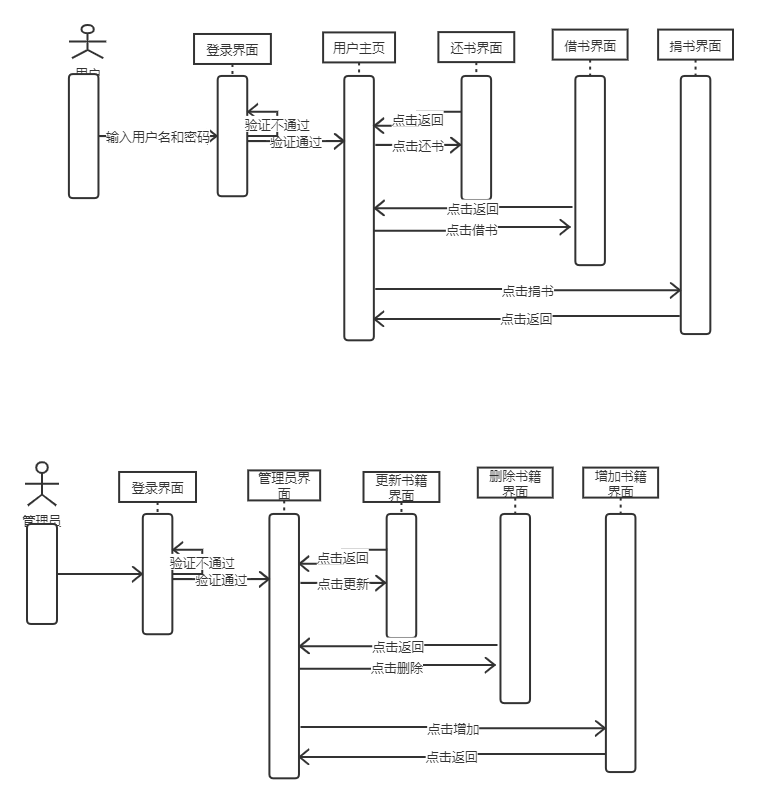 登录界面
用户主页
还书界面
借书界面
捐书界面
用户
点击返回
验证不通过
输入用户名和密码
验证通过
点击还书
点击返回
点击借书
点击捐书
点击返回
登录界面
管理员界
面
更新书籍
界面
删除书籍
界面
增加书籍
界面
管理员
点击返回
验证不通过
验证通过
点击更新
点击返回
点击删除
点击增加
点击返回